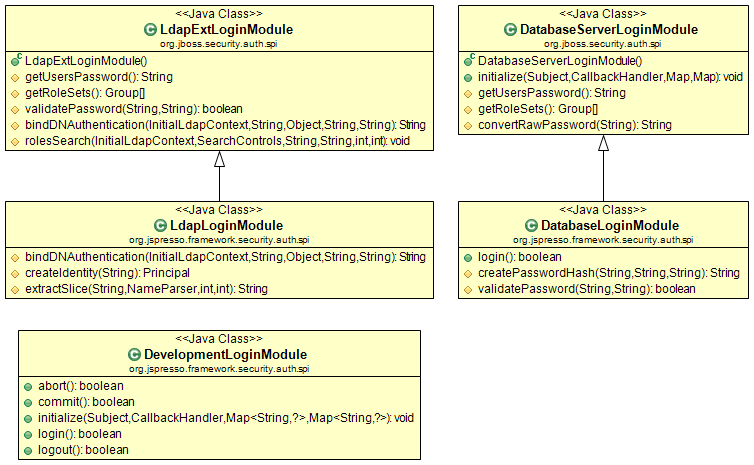 <<Java Class>>
LdapExtLoginModule
org.jboss.security.auth.spi
LdapExtLoginModule()
getUsersPassword(): String
getRoleSets(): Group[]
validatePassword(String,String): boolean
bindDNAuthentication(InitialLdapContext,String,Object,String,String): String
rolesSearch(InitialLdapContext,SearchControls,String,String,int,int): void
<<Java Class>>
DatabaseServerLoginModule
org.jboss.security.auth.spi
DatabaseServerLoginModule()
initialize(Subject,CallbackHandler,Map,Map): void
getUsersPassword(): String
getRoleSets(): Group[]
convertRawPassword(String): String
<<Java Class>>
LdapLoginModule
org.jspresso.framework.security.auth.spi
bindDNAuthentication(InitialLdapContext,String,Object,String,String): String
createIdentity(String): Principal
extractSlice(String,NameParser,int,int): String
<<Java Class>>
DatabaseLoginModule
org.jspresso.framework.security.auth.spi
login(): boolean
createPasswordHash(String,String,String): String
validatePassword(String,String): boolean
<<Java Class>>
DevelopmentLoginModule
org.jspresso.framework.security.auth.spi
abort(): boolean
commit(): boolean
initialize(Subject,CallbackHandler,Map<String,?>,Map<String,?>): void
login(): boolean
logout(): boolean